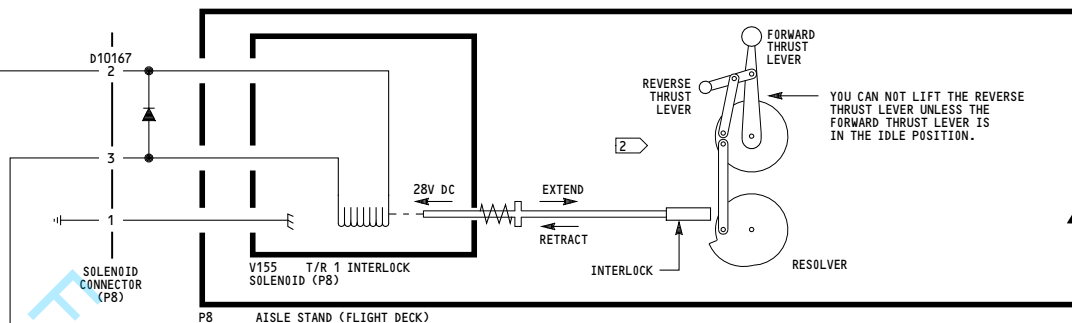 D10167
2
3
1
SOLENOID
CONNECTOR
(P8)
V155 T/R 1 INTERLOCK
SOLENOID (P8)
P8 AISLE STAND (FLIGHT DECK)
28V DC
EXTEND
RETRACT
INTERLOCK
2
FORWARD
THRUST
LEVER
REVERSE
THRUST
LEVER
YOU CAN NOT LIFT THE REVERSE
THRUST LEVER UNLESS THE
FORWARD THRUST LEVER IS
IN THE IDLE POSITION.
RESOLVER
F